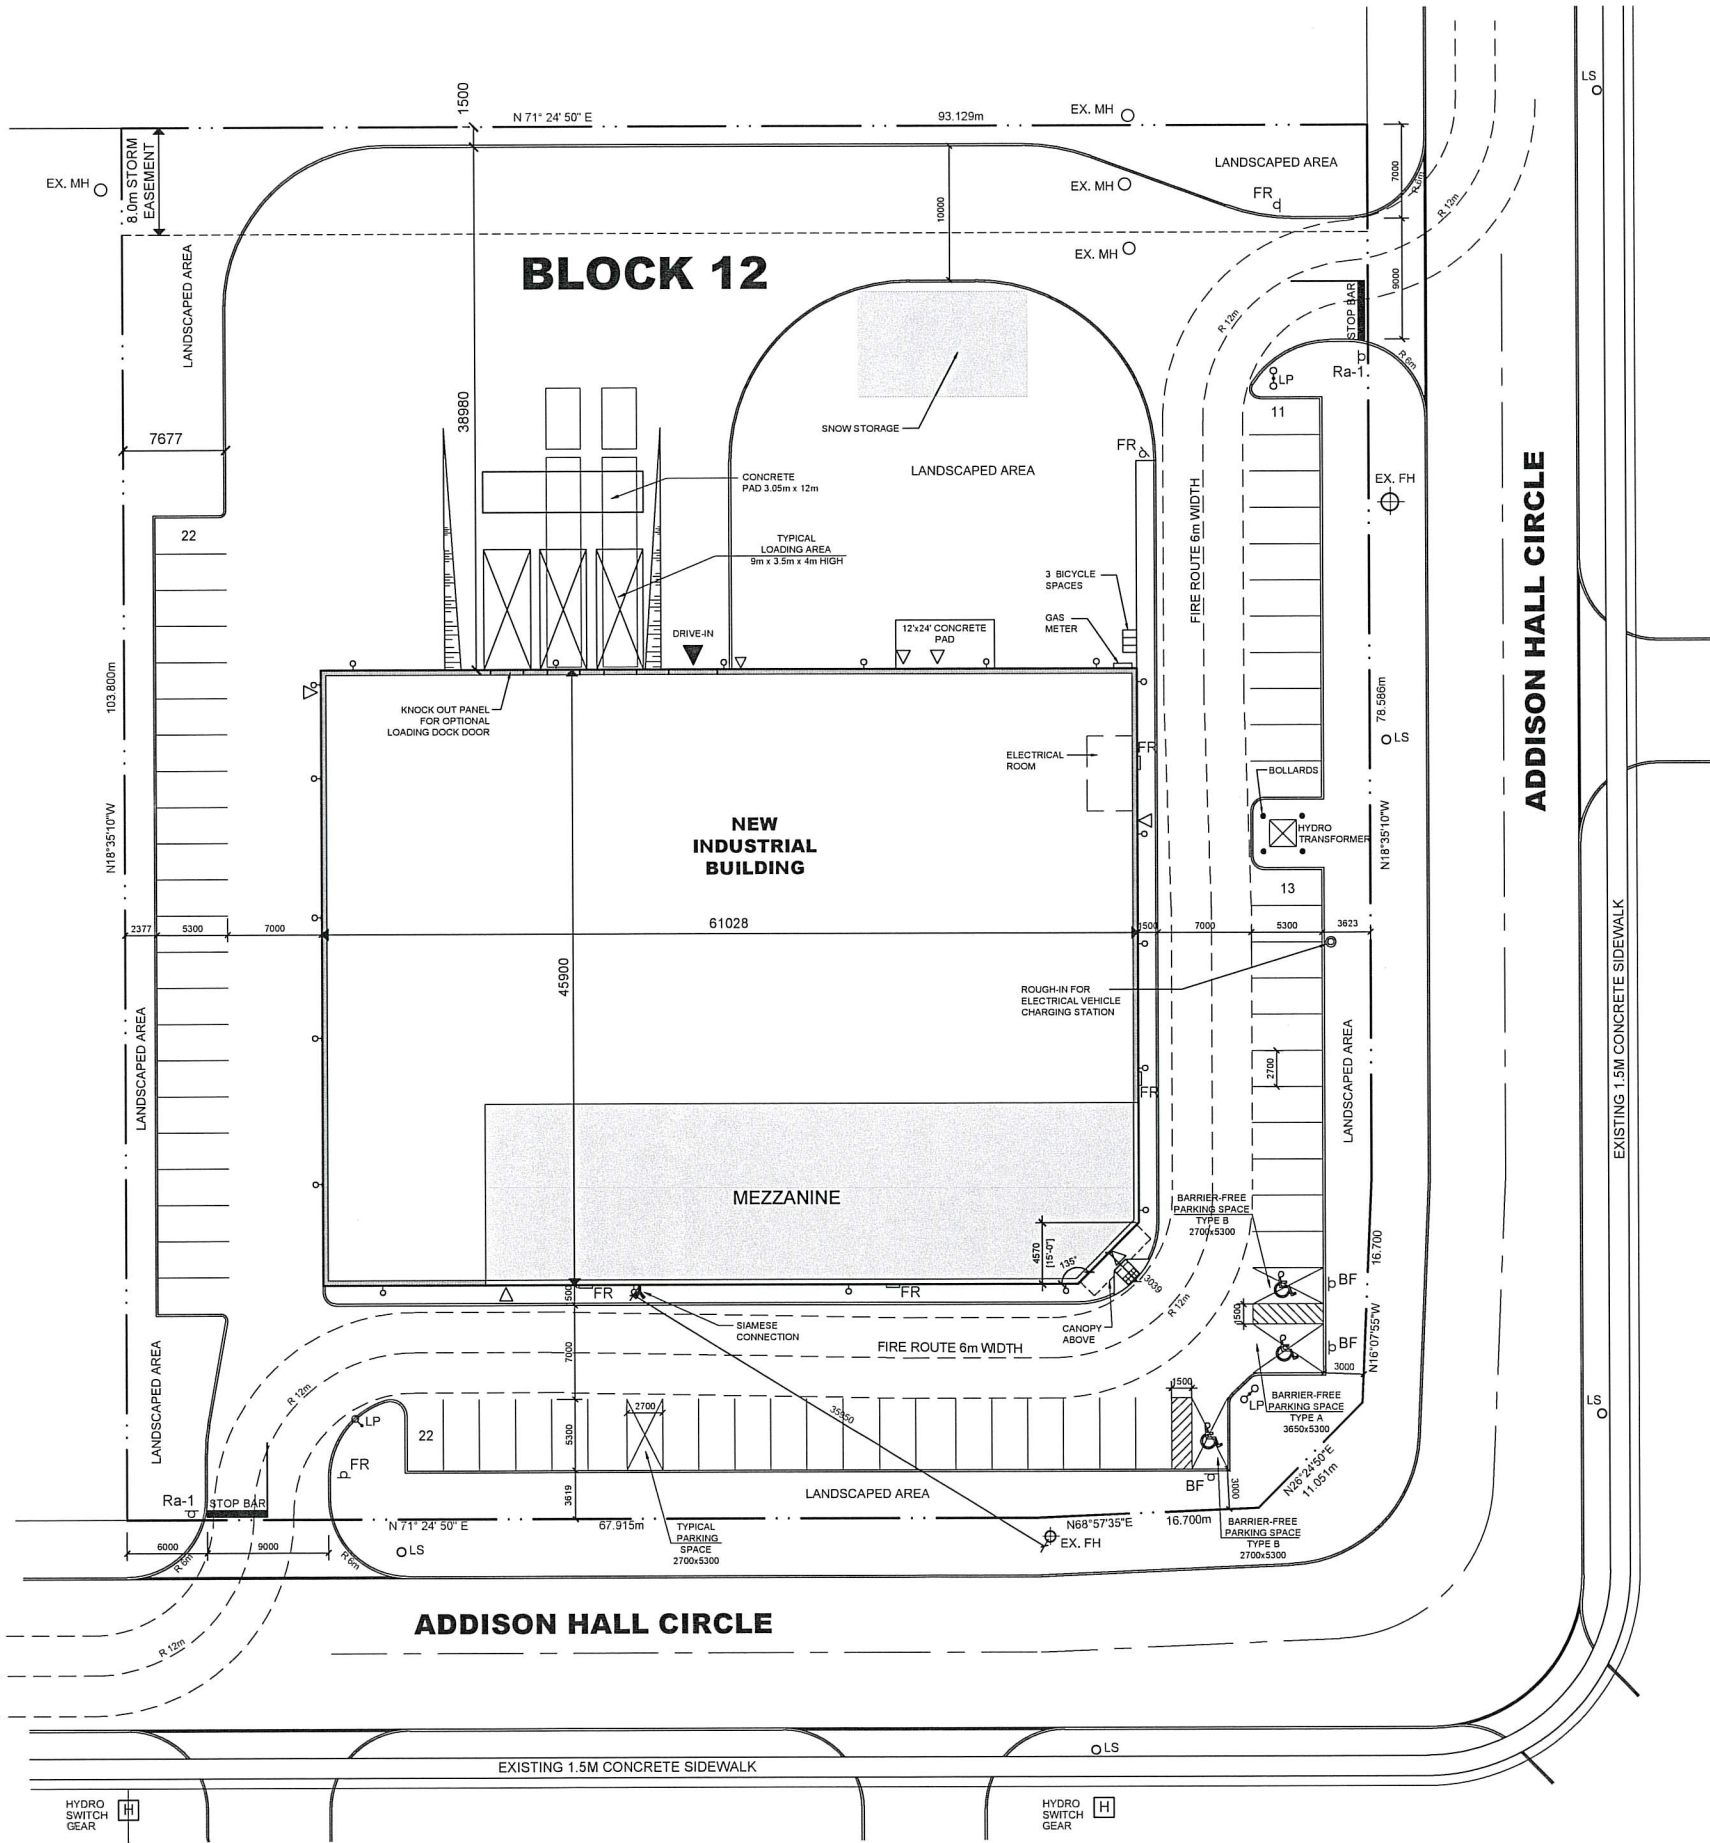 LS
1500
N 71° 24' 50" E
93.129m
EX. MH
8.0m STORM
EASEMENT
EX. MH
LANDSCAPED AREA
7000
EX. MH
FR
R 6m
R 12m
10000
LANDSCAPED AREA
BLOCK 12
EX. MH
9000
STOP BAR
R 12m
R 6m
Ra-1
LP
11
38980
7677
SNOW STORAGE
FR
LANDSCAPED AREA
CONCRETE
PAD 3.05m x 12m
EX. FH
FIRE ROUTE 6m WIDTH
ADDISON HALL CIRCLE
22
TYPICAL
LOADING AREA
9m x 3.5m x 4m HIGH
3 BICYCLE
SPACES
GAS
METER
12'x24' CONCRETE
PAD
DRIVE-IN
103.800m
78.586m
KNOCK OUT PANEL
FOR OPTIONAL
LOADING DOCK DOOR
LS
FR
ELECTRICAL
ROOM
BOLLARDS
HYDRO
TRANSFORMER
N18°35'10"W
N18°35'10"W
NEW
INDUSTRIAL
BUILDING
13
61028
2377
5300
7000
1500
7000
5300
3623
45900
ROUGH-IN FOR
ELECTRICAL VEHICLE
CHARGING STATION
EXISTING 1.5M CONCRETE SIDEWALK
LANDSCAPED AREA
LANDSCAPED AREA
2700
FR
MEZZANINE
BARRIER-FREE
PARKING SPACE
TYPE B
2700x5300
16.700
4570
[15'-0"]
135°
3039
BF
1500
FR
FR
R 12m
1500
SIAMESE
CONNECTION
CANOPY
ABOVE
BF
N16°07'55"W
FIRE ROUTE 6m WIDTH
7000
3000
LANDSCAPED AREA
R 12m
1500
BARRIER-FREE
PARKING SPACE
TYPE A
3650x5300
LP
LP
2700
35950
22
5300
LS
FR
BF
3000
N26°24'50"E
11.051m
LANDSCAPED AREA
3619
Ra-1
STOP BAR
N 71° 24' 50" E
67.915m
N68°57'35"E
16.700m
TYPICAL
PARKING
SPACE
2700x5300
EX. FH
BARRIER-FREE
PARKING SPACE
TYPE B
2700x5300
6000
9000
R 6m
R 6m
LS
ADDISON HALL CIRCLE
R 12m
LS
EXISTING 1.5M CONCRETE SIDEWALK
HYDRO
SWITCH
GEAR
H
HYDRO
SWITCH
GEAR
H